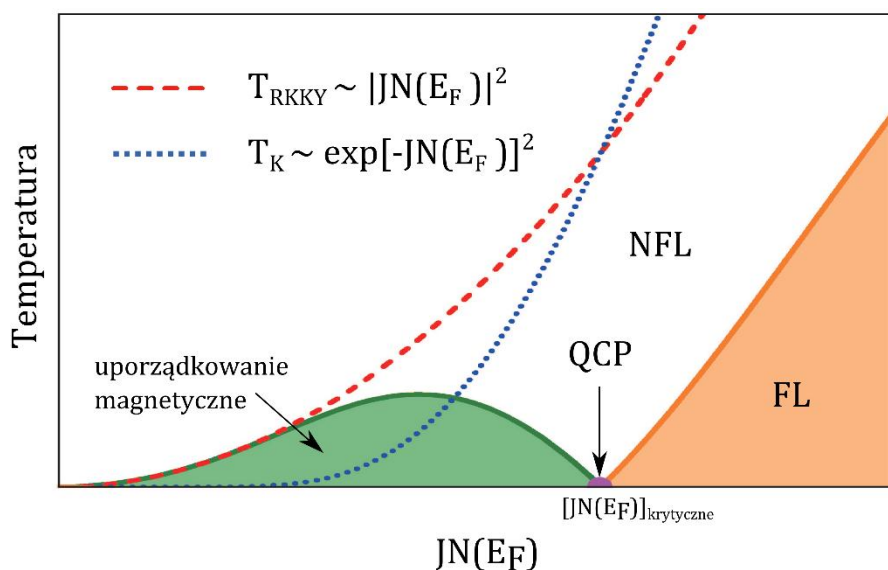 T_RKKY ~ |JN(E_F)|²
T_K ~ exp[-JN(E_F)]²
Temperatura
NFL
QCP
FL
uporządkowanie
magnetyczne
[JN(E_F)]_krytyczne
JN(E_F)